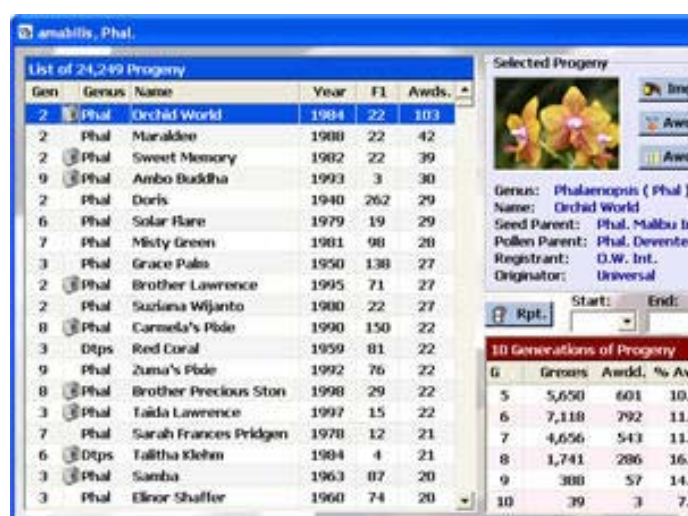 amabilis, Phal.
List of 24,249 Progeny
Gen Genus Name Year F1 Awds.
2 Phal Orchid World 1984 22 103
2 Phal Maraldee 1988 22 42
2 Phal Sweet Memory 1982 22 39
9 Phal Ambo Buddha 1993 3 30
2 Phal Doris 1940 262 29
6 Phal Solar Flare 1979 19 29
7 Phal Misty Green 1981 98 28
3 Phal Grace Palm 1950 138 27
2 Phal Brother Lawrence 1995 71 27
2 Phal Suziana Wijanto 1980 22 27
8 Phal Carmela's Pixie 1990 150 22
3 Dtps Red Coral 1959 81 22
9 Phal Zuma's Pixie 1992 76 22
8 Phal Brother Precious Ston 1998 29 22
3 Phal Taida Lawrence 1997 15 22
7 Phal Sarah Frances Pridgen 1978 12 21
6 Dtps Talitha Klehm 1984 4 21
3 Phal Samba 1963 87 20
3 Phal Elinor Shaffer 1960 74 20
Selected Progeny
Genus: Phalaenopsis ( Phal )
Name: Orchid World
Seed Parent: Phal. Malibu
Pollen Parent: Phal. Devente
Registrant: O.W. Int.
Originator: Universal
Start: End:
Rpt.
10 Generations of Progeny
G Grexes Awdd. % Aw
5 5,650 601 10.
6 7,118 792 11.
7 4,656 543 11.
8 1,741 286 16.
9 388 57 14.
10 39 3 7.